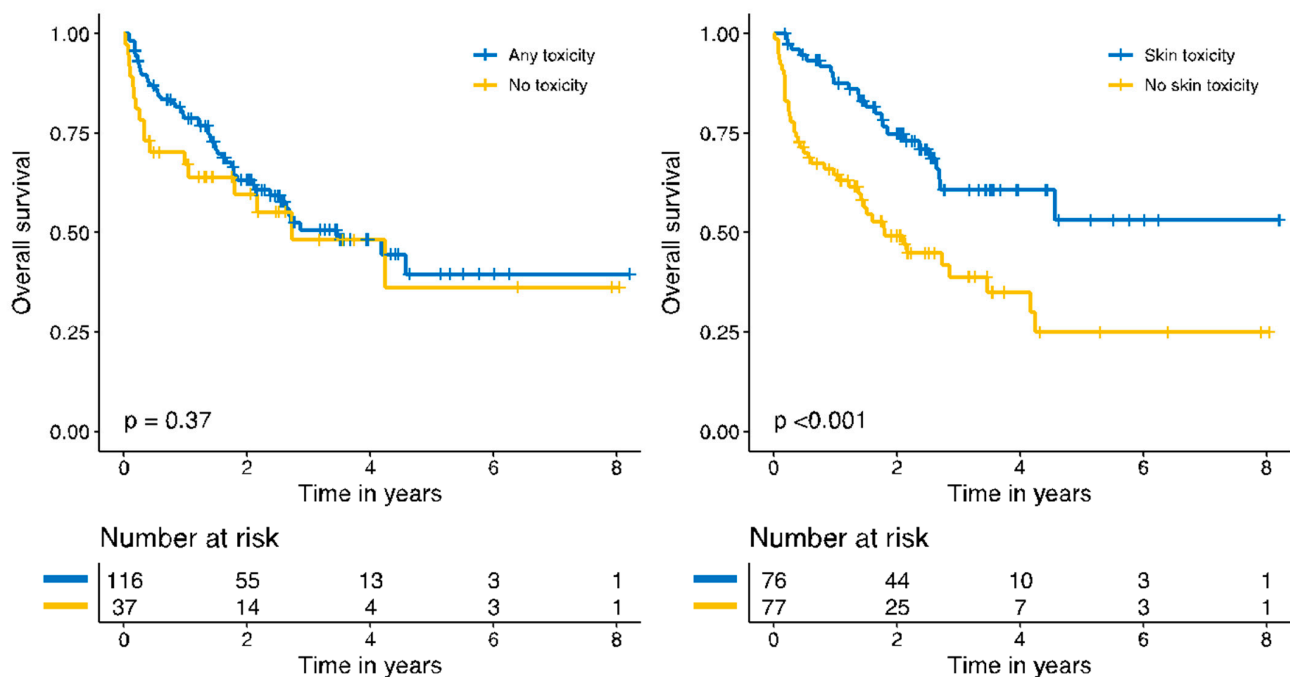 Overall survival
1.00
0.75
0.50
0.25
0.00
Any toxicity
No toxicity
p = 0.37
0 2 4 6 8
Time in years
Number at risk
116 55 13 3 1
37 14 4 3 1
0 2 4 6 8
Time in years
Overall survival
1.00
0.75
0.50
0.25
0.00
Skin toxicity
No skin toxicity
p <0.001
0 2 4 6 8
Time in years
Number at risk
76 44 10 3 1
77 25 7 3 1
0 2 4 6 8
Time in years